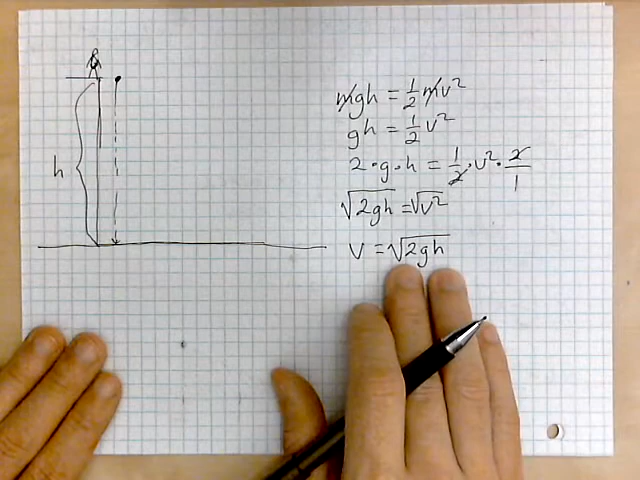 h
mgh = 1/2 mv²
gh = 1/2 v²
2·g·h = 1/2·v²·2/1
√2gh = √v²
v = √2gh